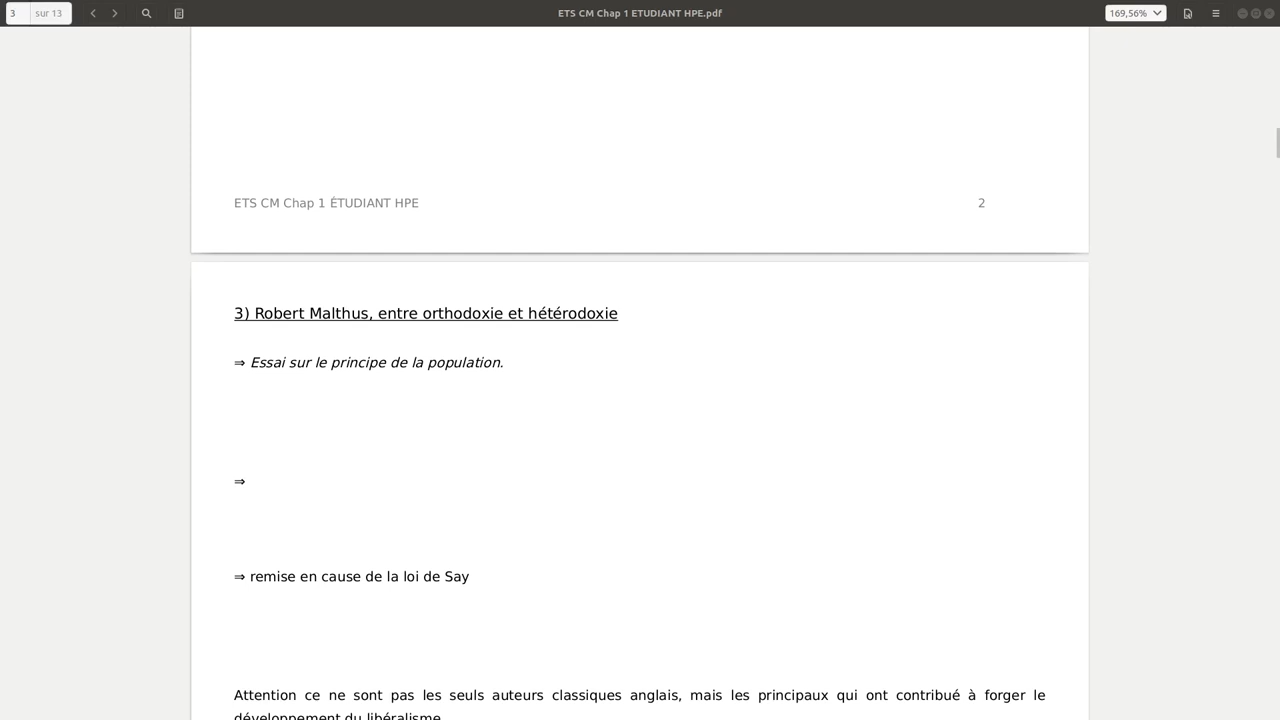 3 sur 13 ETS CM Chap 1 ETUDIANT HPE.pdf 169,56%
ETS CM Chap 1 ÉTUDIANT HPE 2
3) Robert Malthus, entre orthodoxie et hétérodoxie
⇒ Essai sur le principe de la population.
⇒
⇒ remise en cause de la loi de Say
Attention ce ne sont pas les seuls auteurs classiques anglais, mais les principaux qui ont contribué à forger le
développement du libéralisme.